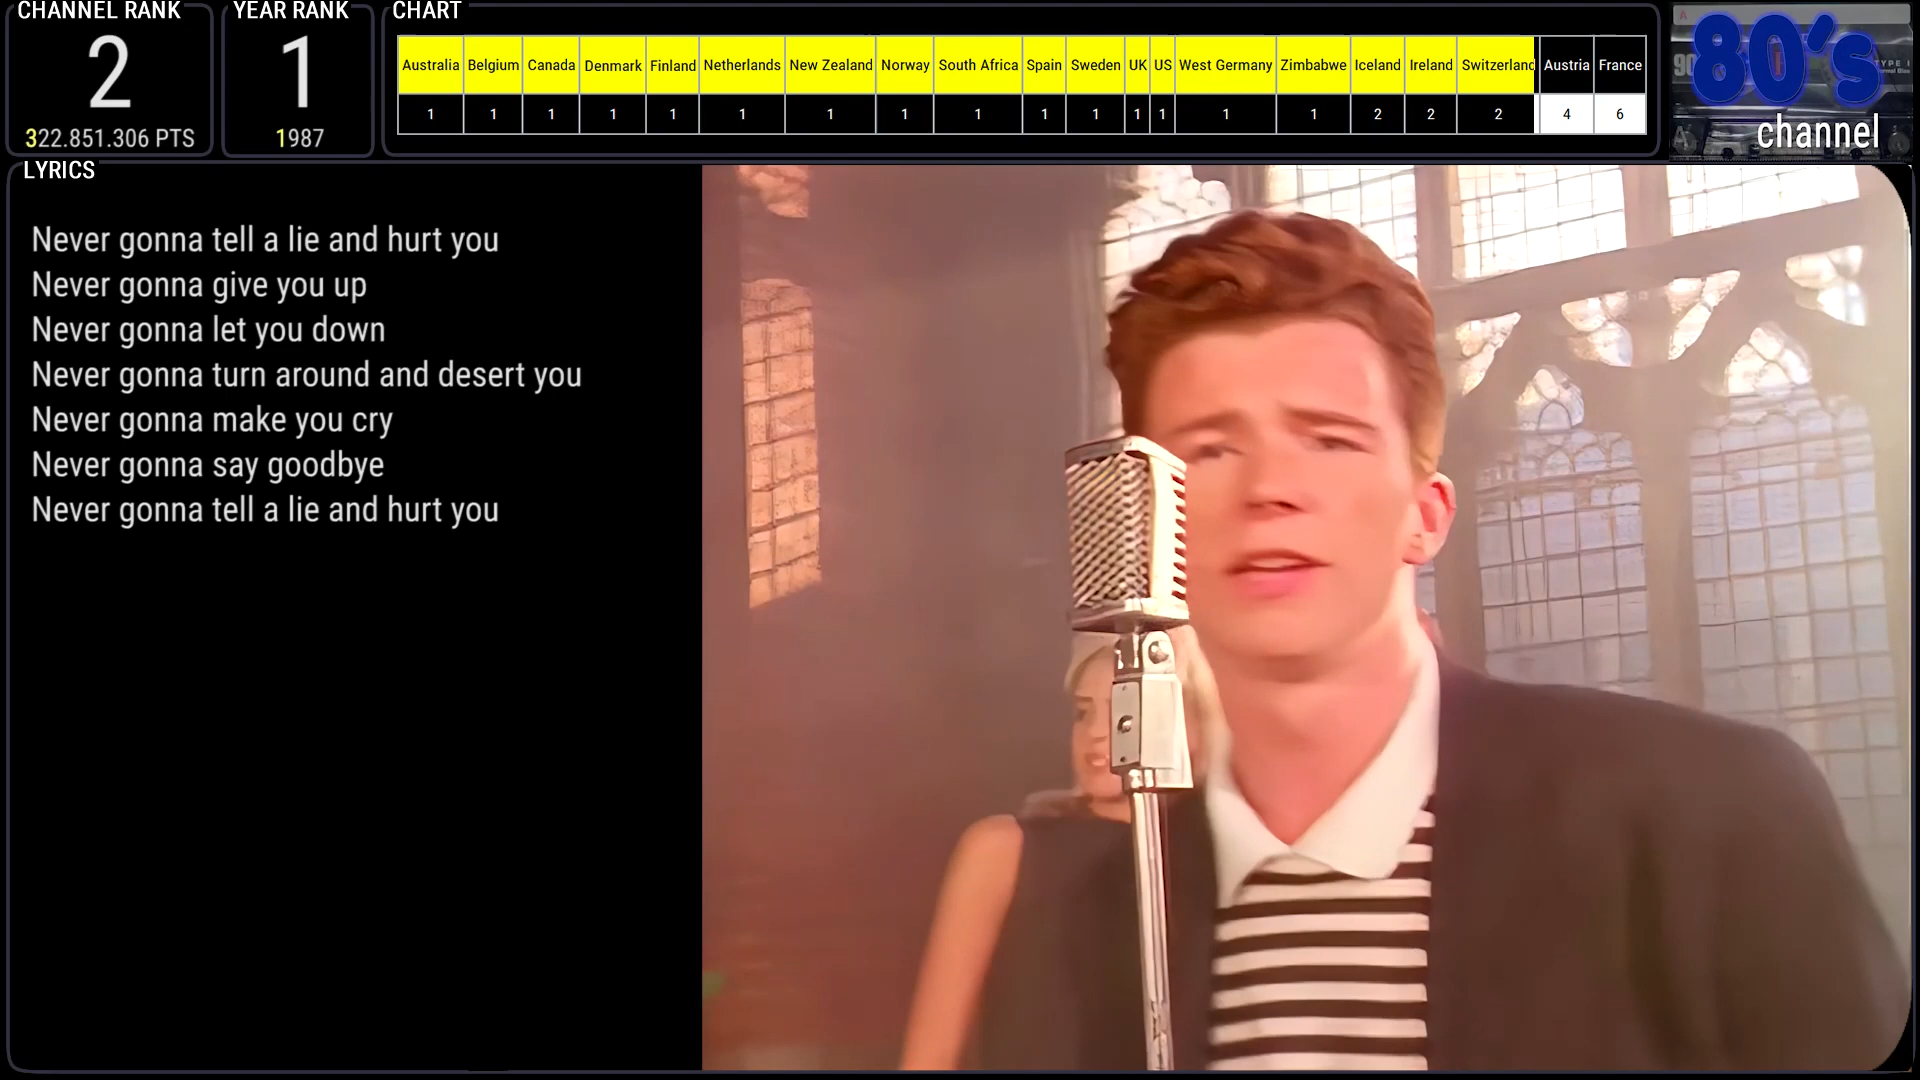 CHANNEL RANK
2
322.851.306 PTS
YEAR RANK
1
1987
CHART
Australia Belgium Canada Denmark Finland Netherlands New Zealand Norway South Africa Spain Sweden UK US West Germany Zimbabwe Iceland Ireland Switzerland Austria France
1 1 1 1 1 1 1 1 1 1 1 1 1 1 1 2 2 2 4 6
A
90
TYPE I
80's
channel
A
LYRICS
Never gonna tell a lie and hurt you
Never gonna give you up
Never gonna let you down
Never gonna turn around and desert you
Never gonna make you cry
Never gonna say goodbye
Never gonna tell a lie and hurt you